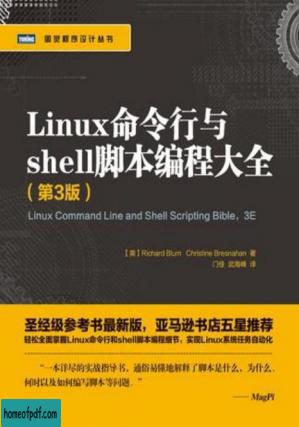 TURING 图灵程序设计丛书
Linux命令行与
shell脚本编程大全
（第3版）
Linux Command Line and Shell Scripting Bible, 3E
【美】Richard Blum Christine Bresnahan 著
门佳 武海峰 译
圣经级参考书最新版，亚马逊书店五星推荐
轻松全面掌握Linux命令行和shell脚本编程细节，实现Linux系统任务自动化
“一本详尽的实战指导书，通俗易懂地解释了脚本是什么，为什么、
何时以及如何编写脚本等问题。”
——MagPi
homeofpdf.com
homeofpdf.com